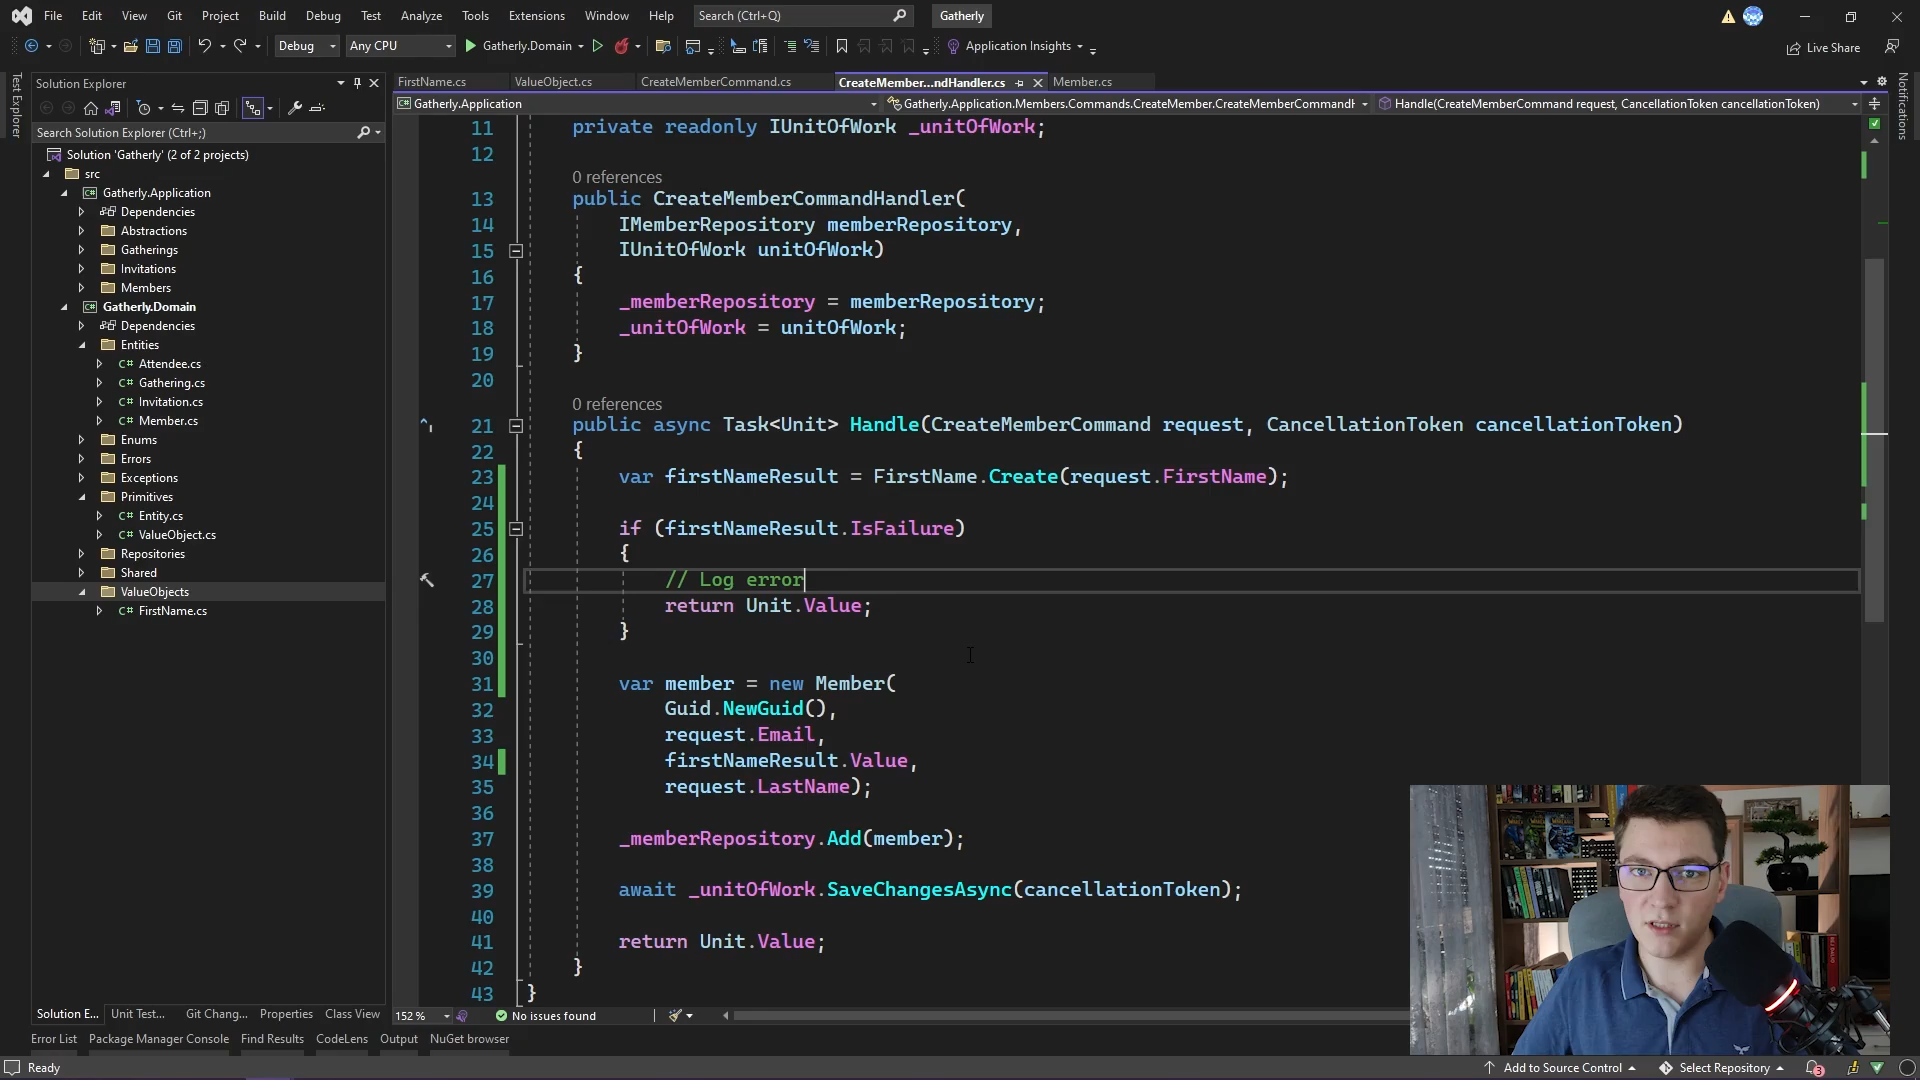 File Edit View Git Project Build Debug Test Analyze Tools Extensions Window Help Search (Ctrl+Q) Gatherly
Debug Any CPU Gatherly.Domain Application Insights Live Share
Test Explorer
Solution Explorer
Search Solution Explorer (Ctrl+;)
Solution 'Gatherly' (2 of 2 projects)
src
Gatherly.Application
Dependencies
Abstractions
Gatherings
Invitations
Members
Gatherly.Domain
Dependencies
Entities
C# Attendee.cs
C# Gathering.cs
C# Invitation.cs
C# Member.cs
Enums
Errors
Exceptions
Primitives
C# Entity.cs
C# ValueObject.cs
Repositories
Shared
ValueObjects
C# FirstName.cs
Solution E... Unit Test... Git Chang... Properties Class View
FirstName.cs ValueObject.cs CreateMemberCommand.cs CreateMember...ndHandler.cs Member.cs
Gatherly.Application Gatherly.Application.Members.Commands.CreateMember.CreateMemberCommandH Handle(CreateMemberCommand request, CancellationToken cancellationToken)
Notifications
11 private readonly IUnitOfWork _unitOfWork;
12
0 references
13 public CreateMemberCommandHandler(
14 IMemberRepository memberRepository,
15 IUnitOfWork unitOfWork)
16 {
17 _memberRepository = memberRepository;
18 _unitOfWork = unitOfWork;
19 }
20
0 references
21 public async Task<Unit> Handle(CreateMemberCommand request, CancellationToken cancellationToken)
22 {
23 var firstNameResult = FirstName.Create(request.FirstName);
24
25 if (firstNameResult.IsFailure)
26 {
27 // Log error
28 return Unit.Value;
29 }
30
31 var member = new Member(
32 Guid.NewGuid(),
33 request.Email,
34 firstNameResult.Value,
35 request.LastName);
36
37 _memberRepository.Add(member);
38
39 await _unitOfWork.SaveChangesAsync(cancellationToken);
40
41 return Unit.Value;
42 }
43 }
152 % No issues found
Error List Package Manager Console Find Results CodeLens Output NuGet browser
Ready Add to Source Control Select Repository 3